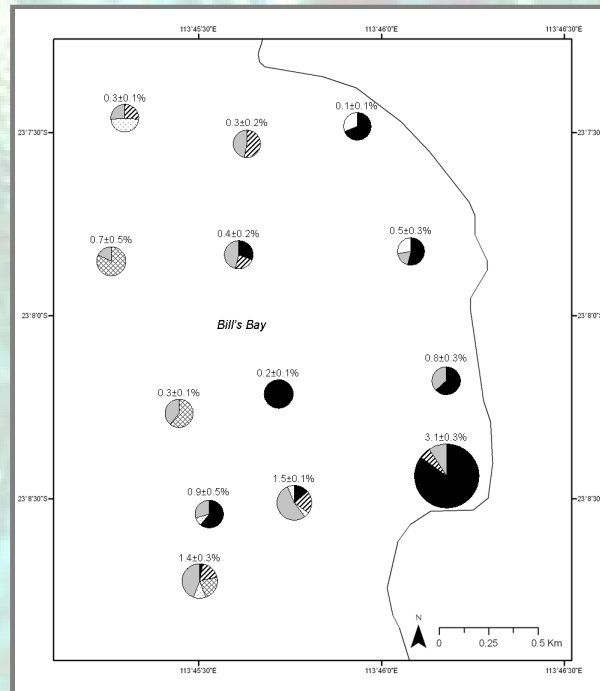 113°45'30"E 113°46'0"E 113°46'30"E
0.3±0.1%
0.1±0.1%
0.3±0.2%
23°7'30"S 23°7'30"S
0.4±0.2%
0.5±0.3%
0.7±0.5%
23°8'0"S 23°8'0"S
Bill's Bay
0.8±0.3%
0.2±0.1%
0.3±0.1%
3.1±0.3%
1.5±0.1%
0.9±0.5%
23°8'30"S 23°8'30"S
1.4±0.3%
N
0 0.25 0.5 Km
113°45'30"E 113°46'0"E 113°46'30"E